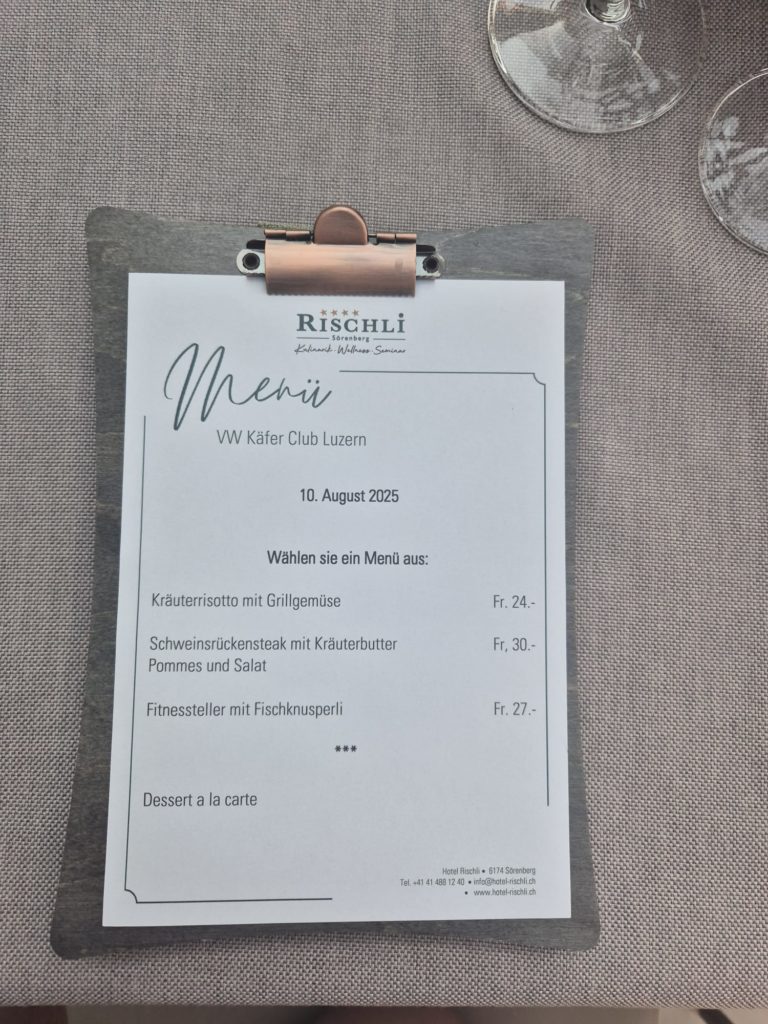 RISCHLI
Sörenberg
Kulinarik · Wellness · Seminar
Menü
VW Käfer Club Luzern
10. August 2025
Wählen sie ein Menü aus:
Kräuterrisotto mit Grillgemüse Fr. 24.-
Schweinsrückensteak mit Kräuterbutter Fr, 30.-
Pommes und Salat
Fitnessteller mit Fischknusperli Fr. 27.-
***
Dessert a la carte
Hotel Rischli • 6174 Sörenberg
Tel. +41 41 488 12 40 • info@hotel-rischli.ch
• www.hotel-rischli.ch